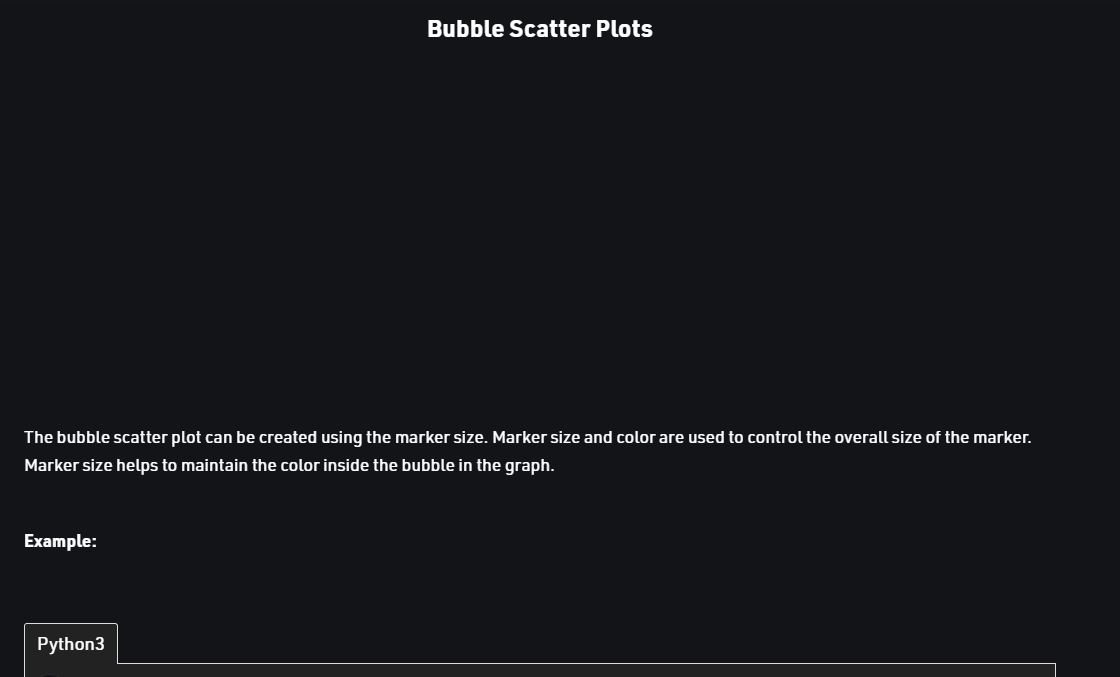 Bubble Scatter Plots
The bubble scatter plot can be created using the marker size. Marker size and color are used to control the overall size of the marker.
Marker size helps to maintain the color inside the bubble in the graph.
Example:
Python3